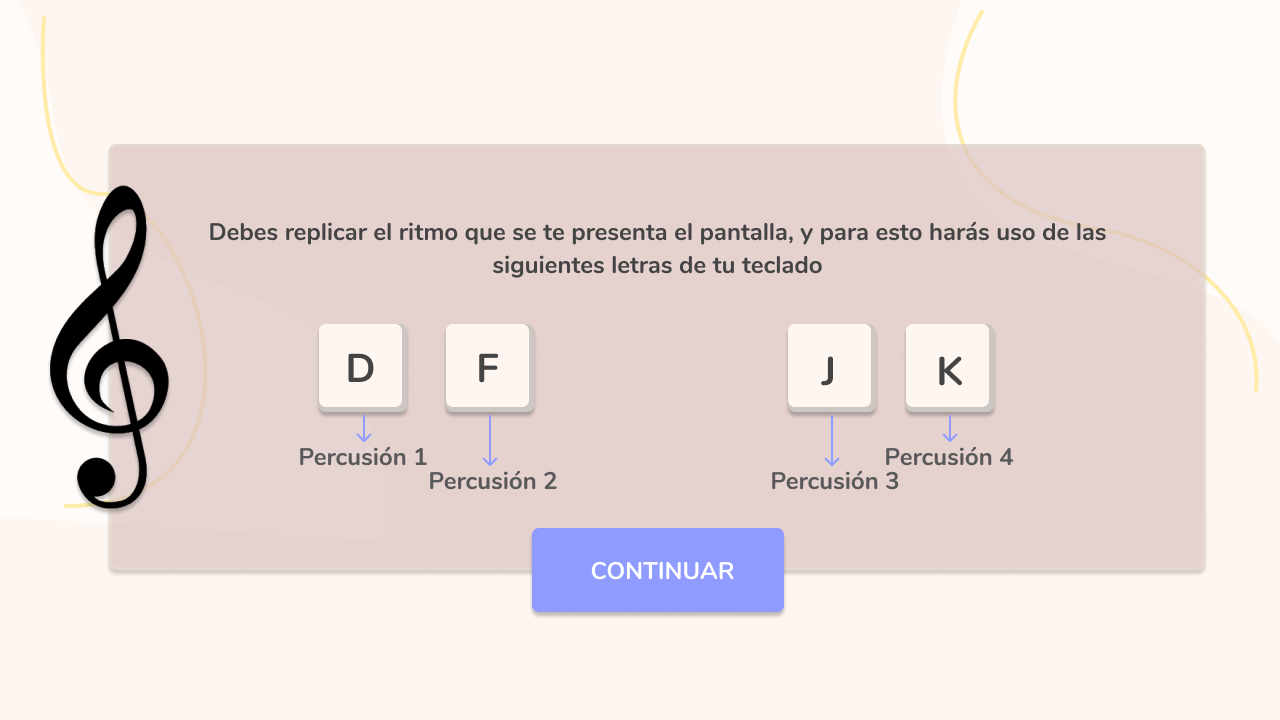 Debes replicar el ritmo que se te presenta el pantalla, y para esto harás uso de las
siguientes letras de tu teclado
D F J K
Percusión 1 Percusión 4
Percusión 2 Percusión 3
CONTINUAR